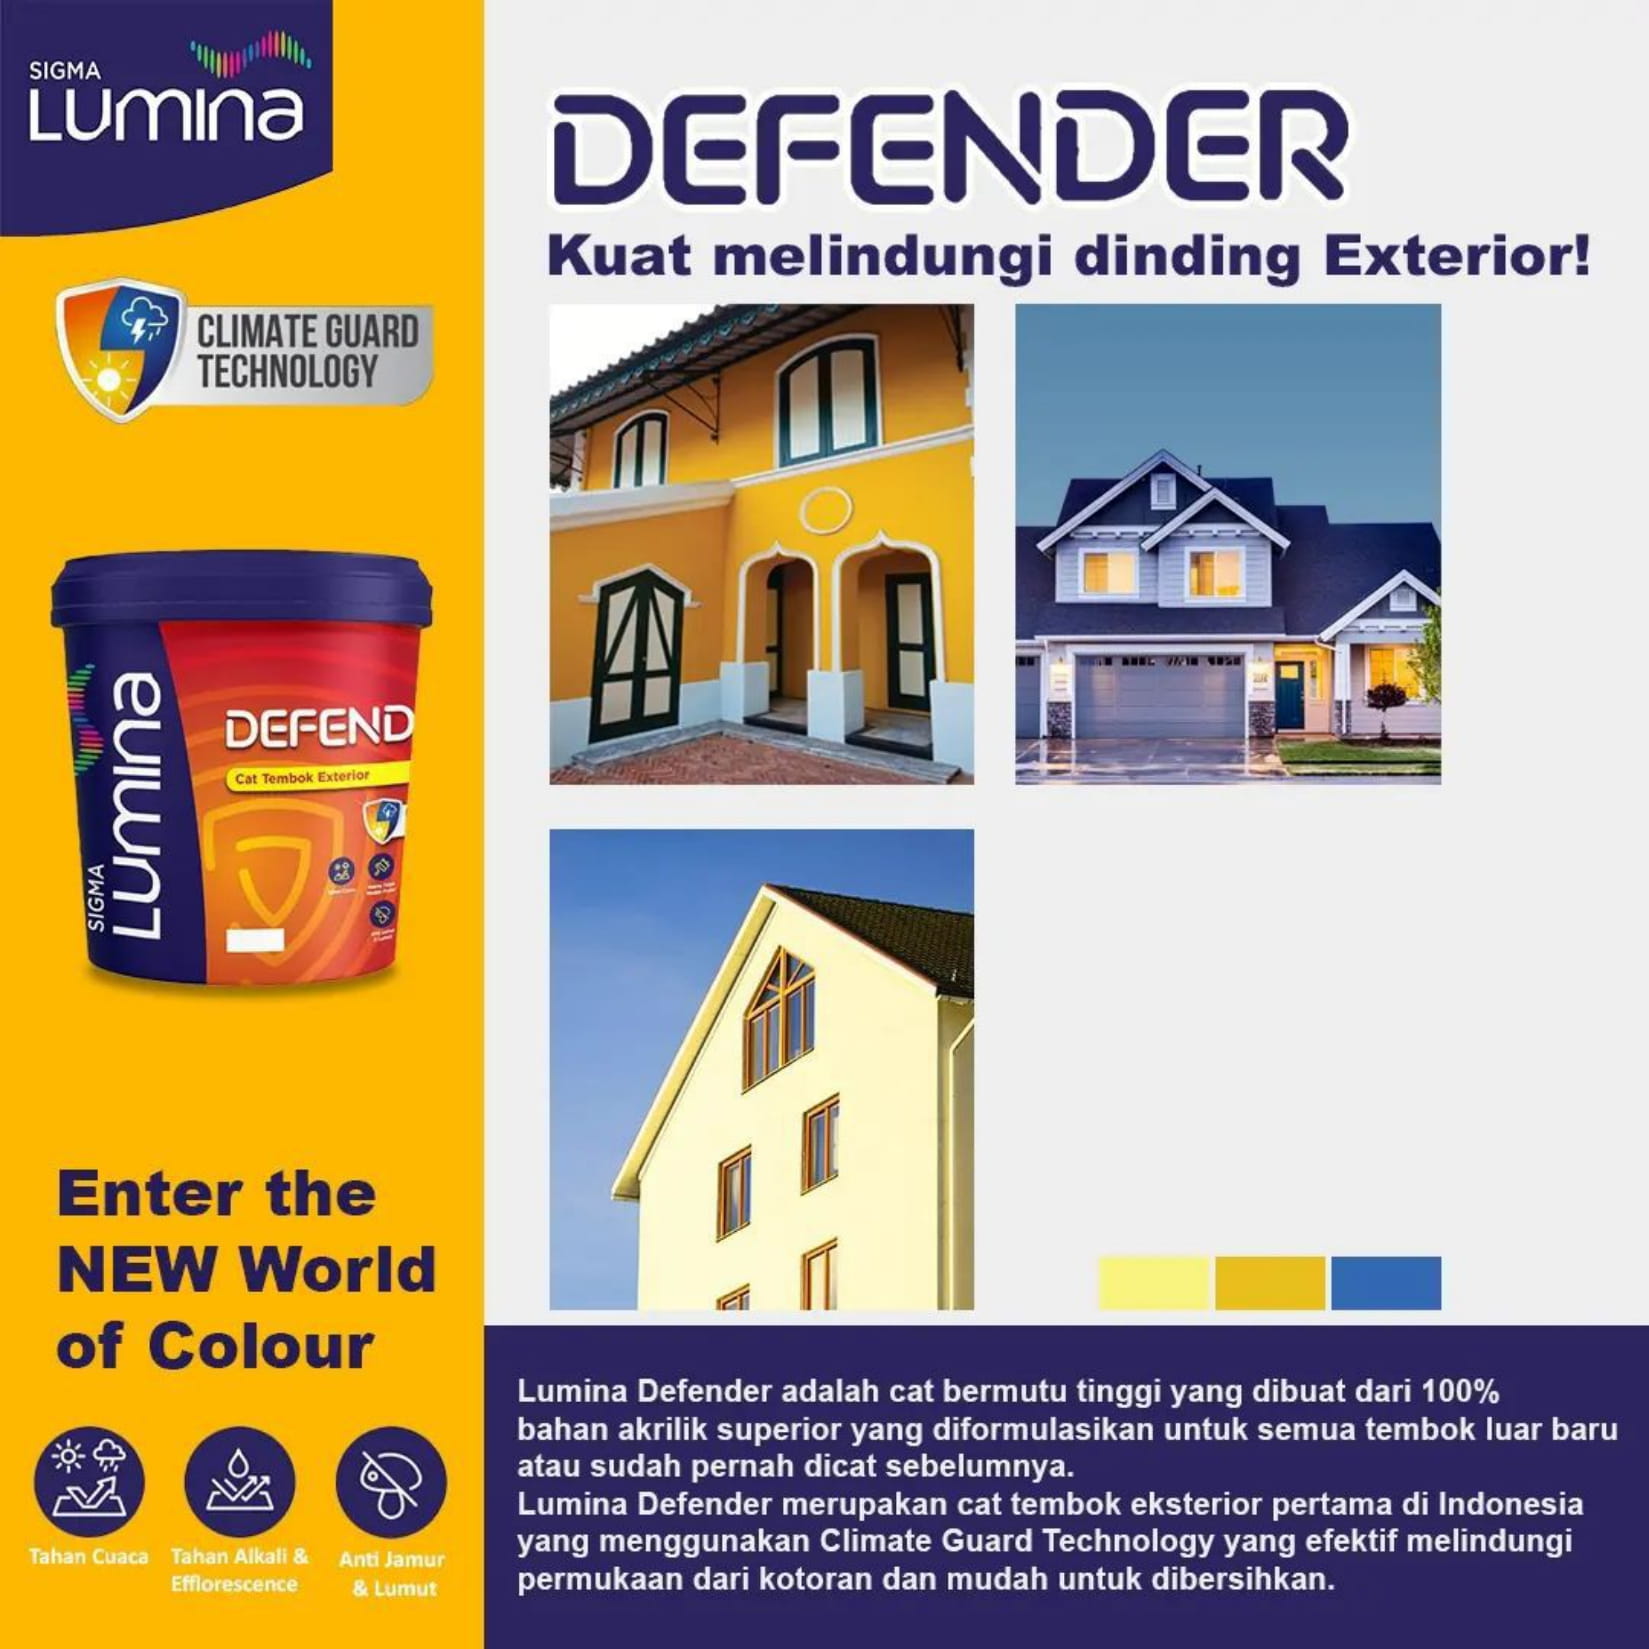 SIGMA
Lumina
DEFENDER
Kuat melindungi dinding Exterior!
CLIMATE GUARD
TECHNOLOGY
SIGMA
Lumina
DEFEND
Cat Tembok Exterior
Enter the
NEW World
of Colour
Tahan Cuaca
Tahan Alkali &
Efflorescence
Anti Jamur
& Lumut
Lumina Defender adalah cat bermutu tinggi yang dibuat dari 100%
bahan akrilik superior yang diformulasikan untuk semua tembok luar baru
atau sudah pernah dicat sebelumnya.
Lumina Defender merupakan cat tembok eksterior pertama di Indonesia
yang menggunakan Climate Guard Technology yang efektif melindungi
permukaan dari kotoran dan mudah untuk dibersihkan.